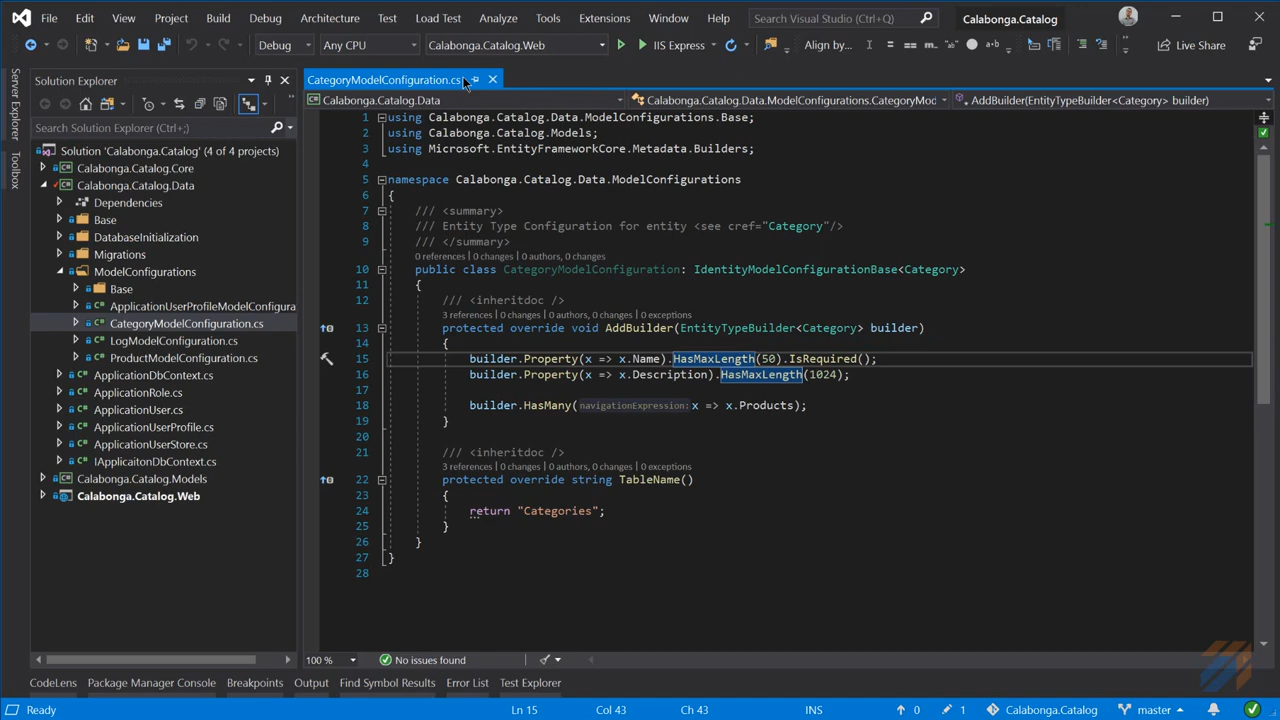 File Edit View Project Build Debug Architecture Test Load Test Analyze Tools Extensions Window Help Search Visual Studio (Ctrl+Q) Calabonga.Catalog
Debug Any CPU Calabonga.Catalog.Web IIS Express Align by... Live Share
Server Explorer
Toolbox
Solution Explorer
Search Solution Explorer (Ctrl+;)
Solution 'Calabonga.Catalog' (4 of 4 projects)
Calabonga.Catalog.Core
Calabonga.Catalog.Data
Dependencies
Base
DatabaseInitialization
Migrations
ModelConfigurations
Base
ApplicationUserProfileModelConfigura
CategoryModelConfiguration.cs
LogModelConfiguration.cs
ProductModelConfiguration.cs
ApplicationDbContext.cs
ApplicationRole.cs
ApplicationUser.cs
ApplicationUserProfile.cs
ApplicationUserStore.cs
IApplicaitonDbContext.cs
Calabonga.Catalog.Models
Calabonga.Catalog.Web
CategoryModelConfiguration.cs
Calabonga.Catalog.Data Calabonga.Catalog.Data.ModelConfigurations.CategoryMod AddBuilder(EntityTypeBuilder<Category> builder)
1 using Calabonga.Catalog.Data.ModelConfigurations.Base;
2 using Calabonga.Catalog.Models;
3 using Microsoft.EntityFrameworkCore.Metadata.Builders;
4
5 namespace Calabonga.Catalog.Data.ModelConfigurations
6 {
7 /// <summary>
8 /// Entity Type Configuration for entity <see cref="Category"/>
9 /// </summary>
0 references | 0 changes | 0 authors, 0 changes
10 public class CategoryModelConfiguration: IdentityModelConfigurationBase<Category>
11 {
12 /// <inheritdoc />
3 references | 0 changes | 0 authors, 0 changes | 0 exceptions
13 protected override void AddBuilder(EntityTypeBuilder<Category> builder)
14 {
15 builder.Property(x => x.Name).HasMaxLength(50).IsRequired();
16 builder.Property(x => x.Description).HasMaxLength(1024);
17
18 builder.HasMany(navigationExpression: x => x.Products);
19 }
20
21 /// <inheritdoc />
3 references | 0 changes | 0 authors, 0 changes | 0 exceptions
22 protected override string TableName()
23 {
24 return "Categories";
25 }
26 }
27 }
28
100 % No issues found
CodeLens Package Manager Console Breakpoints Output Find Symbol Results Error List Test Explorer
Ready Ln 15 Col 43 Ch 43 INS 0 1 Calabonga.Catalog master